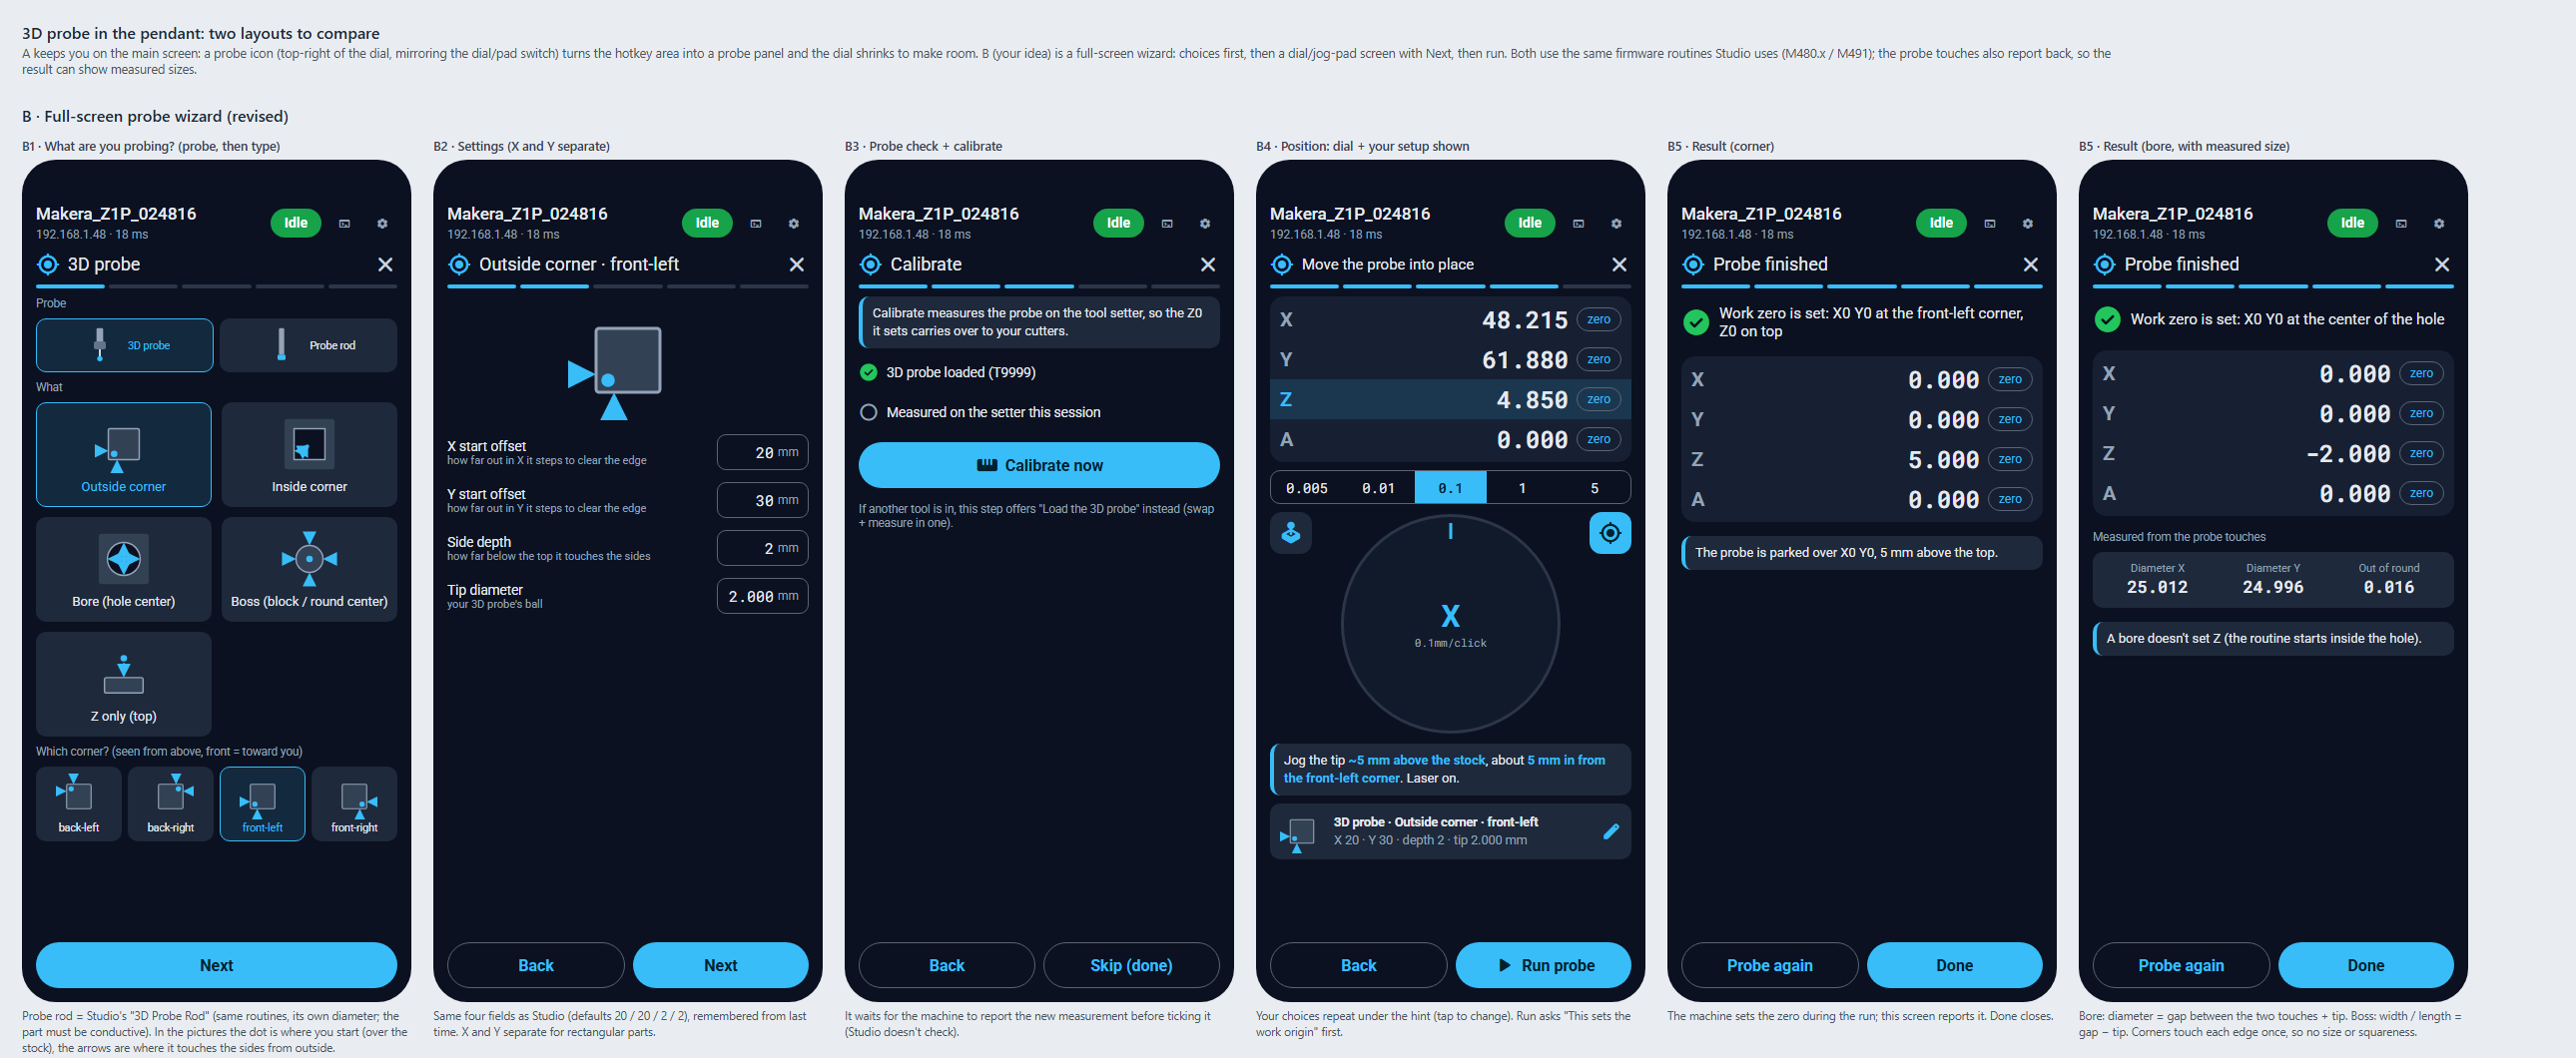 3D probe in the pendant: two layouts to compare
A keeps you on the main screen: a probe icon (top-right of the dial, mirroring the dial/pad switch) turns the hotkey area into a probe panel and the dial shrinks to make room. B (your idea) is a full-screen wizard: choices first, then a dial/jog-pad screen with Next, then run. Both use the same firmware routines Studio uses (M480.x / M491); the probe touches also report back, so the
result can show measured sizes.
B · Full-screen probe wizard (revised)
B1 · What are you probing? (probe, then type)
Makera_Z1P_024816
192.168.1.48 · 18 ms
Idle
3D probe
Probe
3D probe
Probe rod
What
Outside corner
Inside corner
Bore (hole center)
Boss (block / round center)
Z only (top)
Which corner? (seen from above, front = toward you)
back-left
back-right
front-left
front-right
Next
Probe rod = Studio's "3D Probe Rod" (same routines, its own diameter; the
part must be conductive). In the pictures the dot is where you start (over the
stock), the arrows are where it touches the sides from outside.
B2 · Settings (X and Y separate)
Makera_Z1P_024816
192.168.1.48 · 18 ms
Idle
Outside corner · front-left
X start offset
how far out in X it steps to clear the edge
20 mm
Y start offset
how far out in Y it steps to clear the edge
30 mm
Side depth
how far below the top it touches the sides
2 mm
Tip diameter
your 3D probe's ball
2.000 mm
Back
Next
Same four fields as Studio (defaults 20 / 20 / 2 / 2), remembered from last
time. X and Y separate for rectangular parts.
B3 · Probe check + calibrate
Makera_Z1P_024816
192.168.1.48 · 18 ms
Idle
Calibrate
Calibrate measures the probe on the tool setter, so the Z0
it sets carries over to your cutters.
3D probe loaded (T9999)
Measured on the setter this session
Calibrate now
If another tool is in, this step offers "Load the 3D probe" instead (swap
+ measure in one).
Back
Skip (done)
It waits for the machine to report the new measurement before ticking it
(Studio doesn't check).
B4 · Position: dial + your setup shown
Makera_Z1P_024816
192.168.1.48 · 18 ms
Idle
Move the probe into place
X 48.215 zero
Y 61.880 zero
Z 4.850 zero
A 0.000 zero
0.005 0.01 0.1 1 5
X
0.1mm/click
Jog the tip ~5 mm above the stock, about 5 mm in from
the front-left corner. Laser on.
3D probe · Outside corner · front-left
X 20 · Y 30 · depth 2 · tip 2.000 mm
Back
Run probe
Your choices repeat under the hint (tap to change). Run asks "This sets the
work origin" first.
B5 · Result (corner)
Makera_Z1P_024816
192.168.1.48 · 18 ms
Idle
Probe finished
Work zero is set: X0 Y0 at the front-left corner,
Z0 on top
X 0.000 zero
Y 0.000 zero
Z 5.000 zero
A 0.000 zero
The probe is parked over X0 Y0, 5 mm above the top.
Probe again
Done
The machine sets the zero during the run; this screen reports it. Done closes.
B5 · Result (bore, with measured size)
Makera_Z1P_024816
192.168.1.48 · 18 ms
Idle
Probe finished
Work zero is set: X0 Y0 at the center of the hole
X 0.000 zero
Y 0.000 zero
Z -2.000 zero
A 0.000 zero
Measured from the probe touches
Diameter X
25.012
Diameter Y
24.996
Out of round
0.016
A bore doesn't set Z (the routine starts inside the hole).
Probe again
Done
Bore: diameter = gap between the two touches + tip. Boss: width / length =
gap − tip. Corners touch each edge once, so no size or squareness.